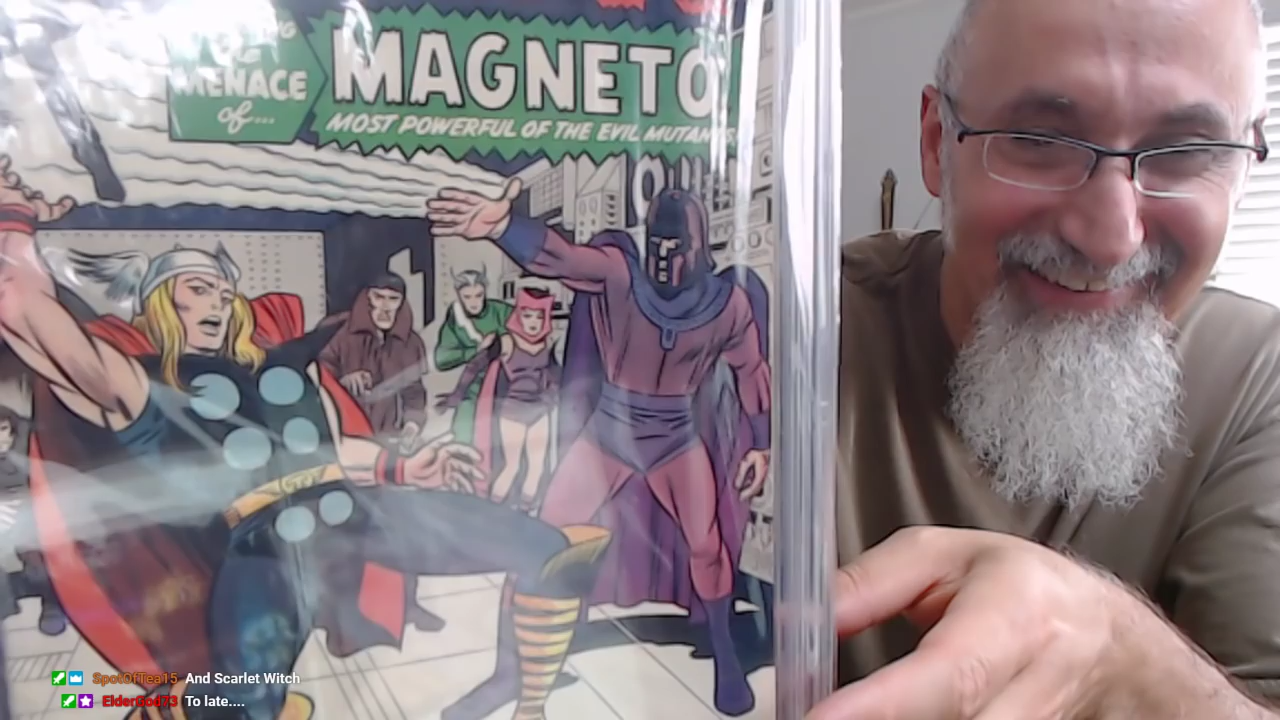 MENACE
of...
MAGNETO
MOST POWERFUL OF THE EVIL MUTANTS
SpotOfTea15 And Scarlet Witch
ElderGod73 To late....